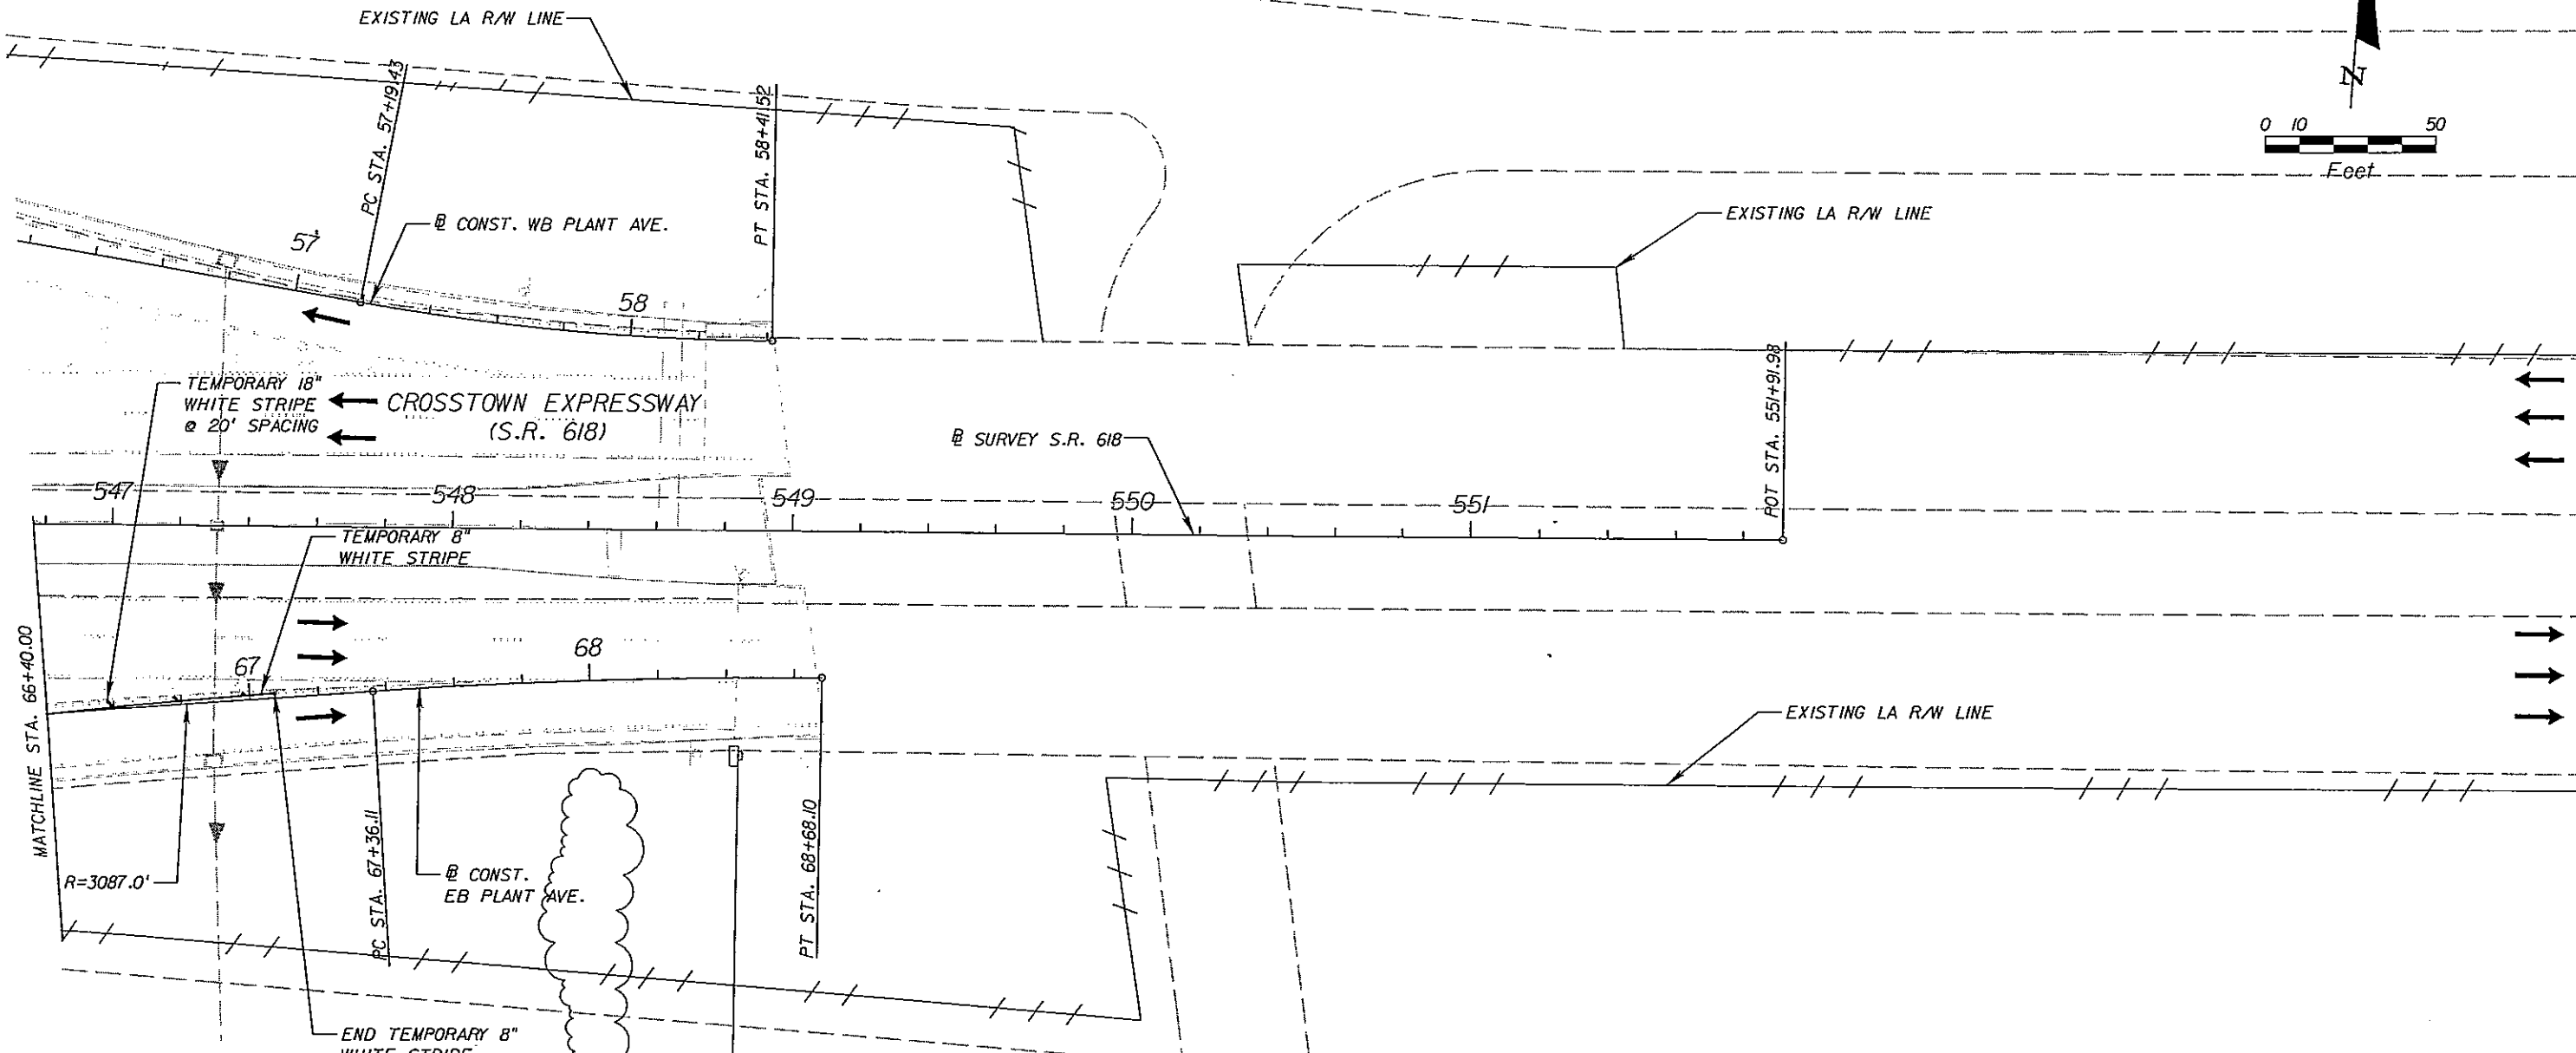 EXISTING LA R/W LINE
PC STA. 57+19.43
PT STA. 58+41.52
N
0 10 50
Feet
57
℄ CONST. WB PLANT AVE.
58
EXISTING LA R/W LINE
TEMPORARY 18"
WHITE STRIPE
@ 20' SPACING
CROSSTOWN EXPRESSWAY
(S.R. 618)
℄ SURVEY S.R. 618
POT STA. 551+91.98
547
548
549
550
551
TEMPORARY 8"
WHITE STRIPE
MATCHLINE STA. 66+40.00
67
68
EXISTING LA R/W LINE
R=3087.0'
PC STA. 67+36.11
℄ CONST.
EB PLANT AVE.
PT STA. 68+68.10
END TEMPORARY 8"
WHITE STRIPE